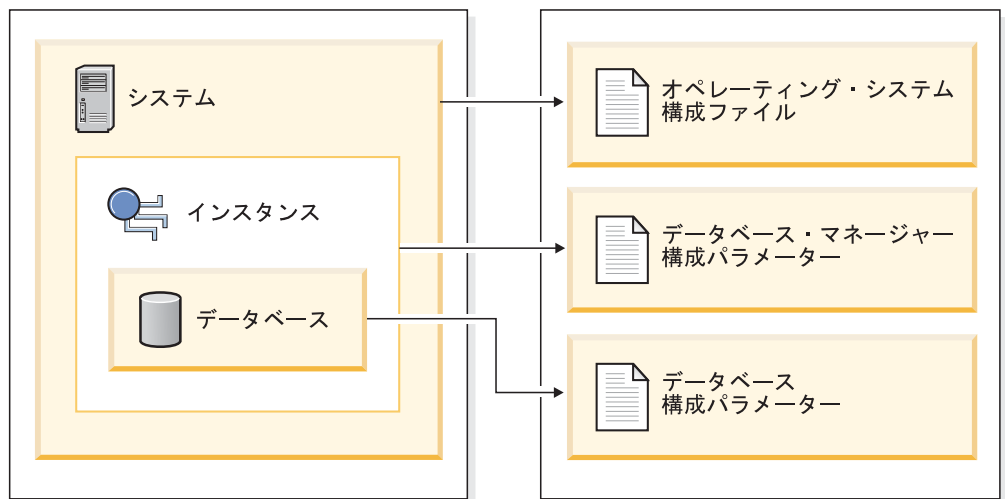 システム
インスタンス
データベース
オペレーティング・システム
構成ファイル
データベース・マネージャー
構成パラメーター
データベース
構成パラメーター